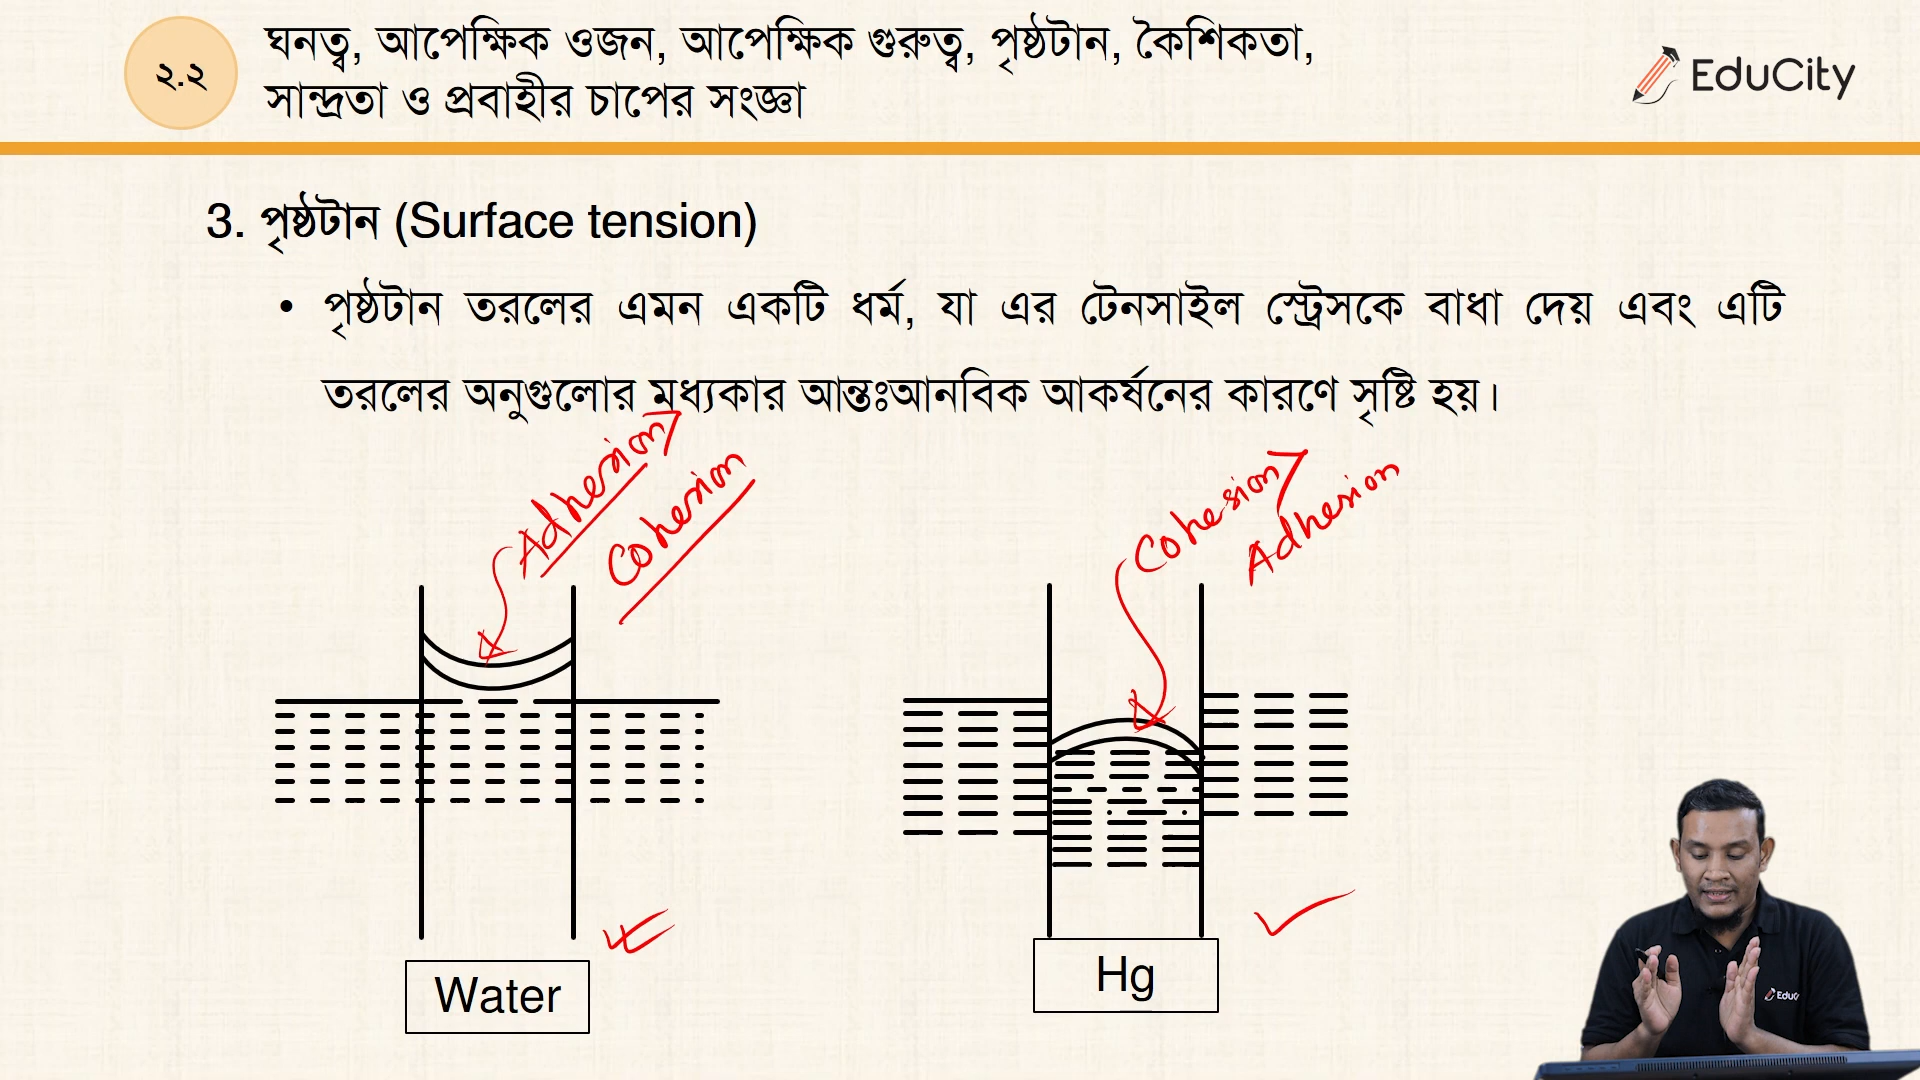 ২.২
ঘনত্ব, আপেক্ষিক ওজন, আপেক্ষিক গুরুত্ব, পৃষ্ঠটান, কৈশিকতা,
সান্দ্রতা ও প্রবাহীর চাপের সংজ্ঞা
EduCity
3. পৃষ্ঠটান (Surface tension)
• পৃষ্ঠটান তরলের এমন একটি ধর্ম, যা এর টেনসাইল স্ট্রেসকে বাধা দেয় এবং এটি
তরলের অনুগুলোর মধ্যকার আন্তঃআনবিক আকর্ষনের কারণে সৃষ্টি হয়।
Adhesion >
Cohesion
Cohesion >
Adhesion
Water
Hg